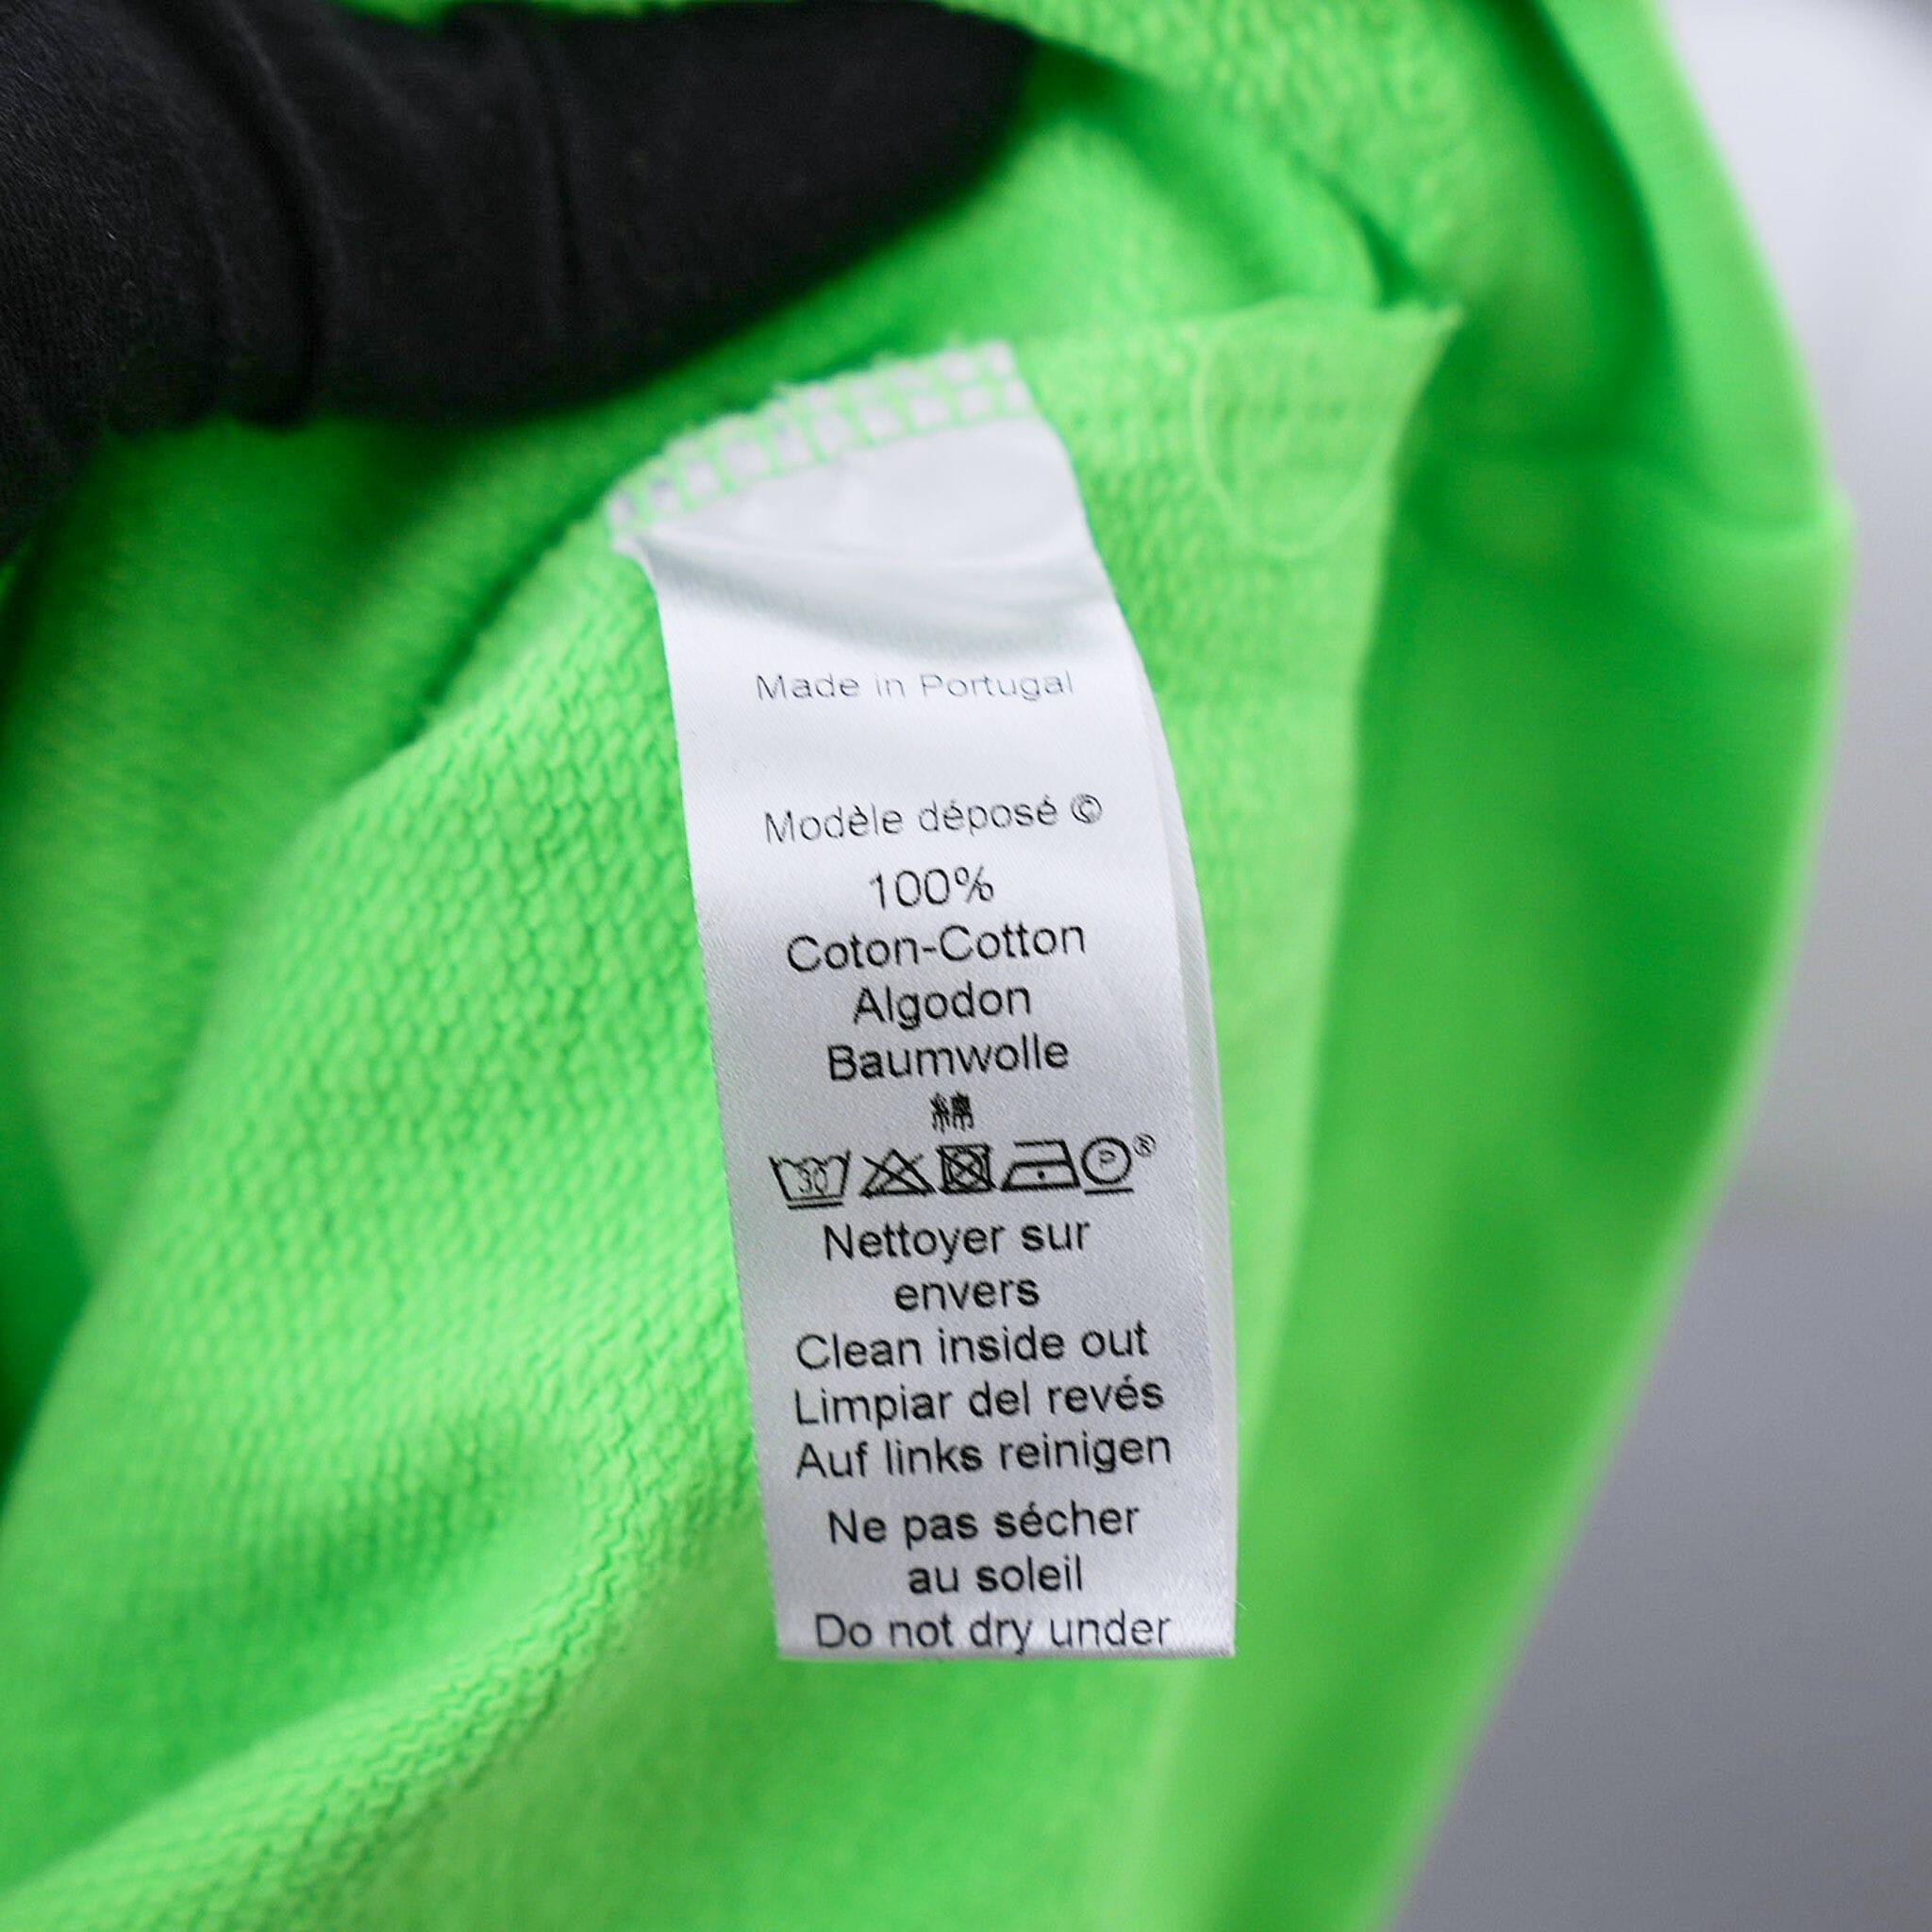 Made in Portugal
Modèle déposé ©
100%
Coton-Cotton
Algodon
Baumwolle
綿
30 P ®
Nettoyer sur
envers
Clean inside out
Limpiar del revés
Auf links reinigen
Ne pas sécher
au soleil
Do not dry under